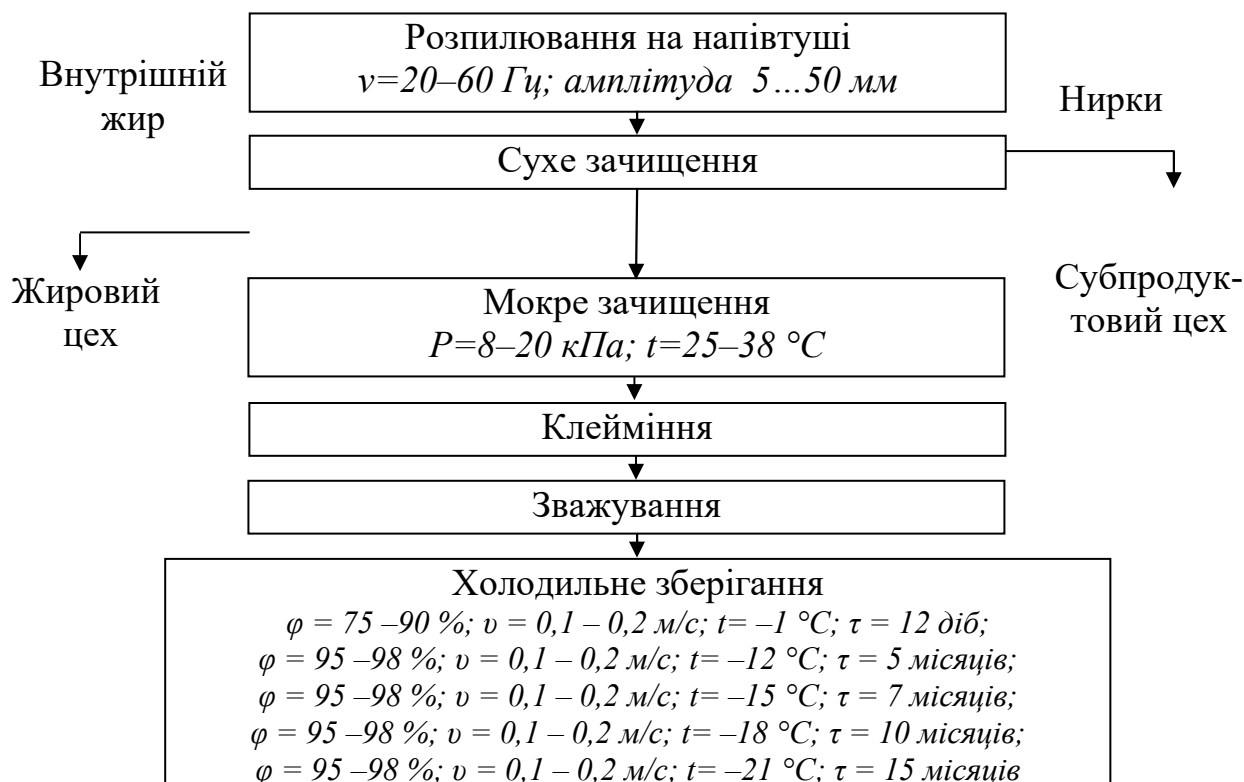 Розпилювання на напівтуші
ν=20–60 Гц; амплітуда 5...50 мм
Внутрішній
жир
Нирки
Сухе зачищення
Жировий
цех
Субпродук-
товий цех
Мокре зачищення
Р=8–20 кПа; t=25–38 °С
Клейміння
Зважування
Холодильне зберігання
φ = 75 –90 %; υ = 0,1 – 0,2 м/с; t= –1 °С; τ = 12 діб;
φ = 95 –98 %; υ = 0,1 – 0,2 м/с; t= –12 °С; τ = 5 місяців;
φ = 95 –98 %; υ = 0,1 – 0,2 м/с; t= –15 °С; τ = 7 місяців;
φ = 95 –98 %; υ = 0,1 – 0,2 м/с; t= –18 °С; τ = 10 місяців;
φ = 95 –98 %; υ = 0,1 – 0,2 м/с; t= –21 °С; τ = 15 місяців